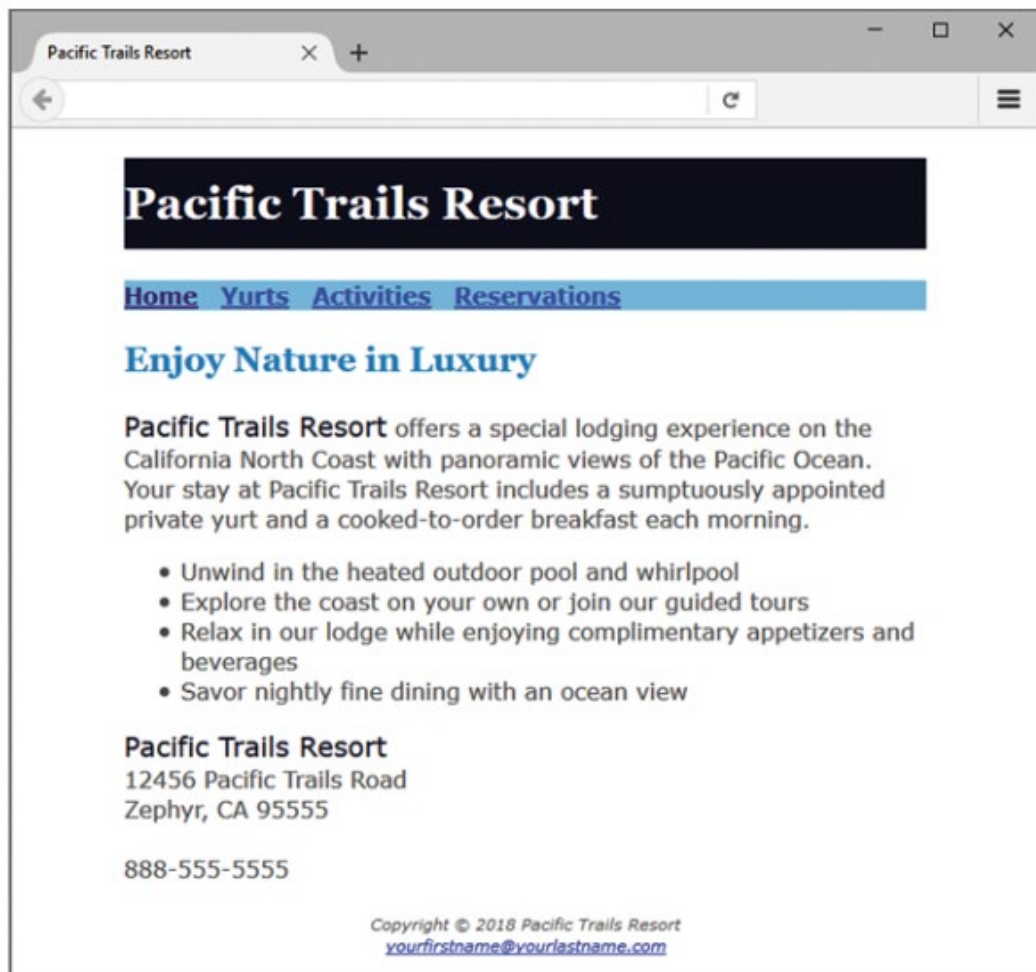 Pacific Trails Resort
Pacific Trails Resort
Home Yurts Activities Reservations
Enjoy Nature in Luxury
Pacific Trails Resort offers a special lodging experience on the
California North Coast with panoramic views of the Pacific Ocean.
Your stay at Pacific Trails Resort includes a sumptuously appointed
private yurt and a cooked-to-order breakfast each morning.
• Unwind in the heated outdoor pool and whirlpool
• Explore the coast on your own or join our guided tours
• Relax in our lodge while enjoying complimentary appetizers and
beverages
• Savor nightly fine dining with an ocean view
Pacific Trails Resort
12456 Pacific Trails Road
Zephyr, CA 95555
888-555-5555
Copyright © 2018 Pacific Trails Resort
yourfirstname@yourlastname.com